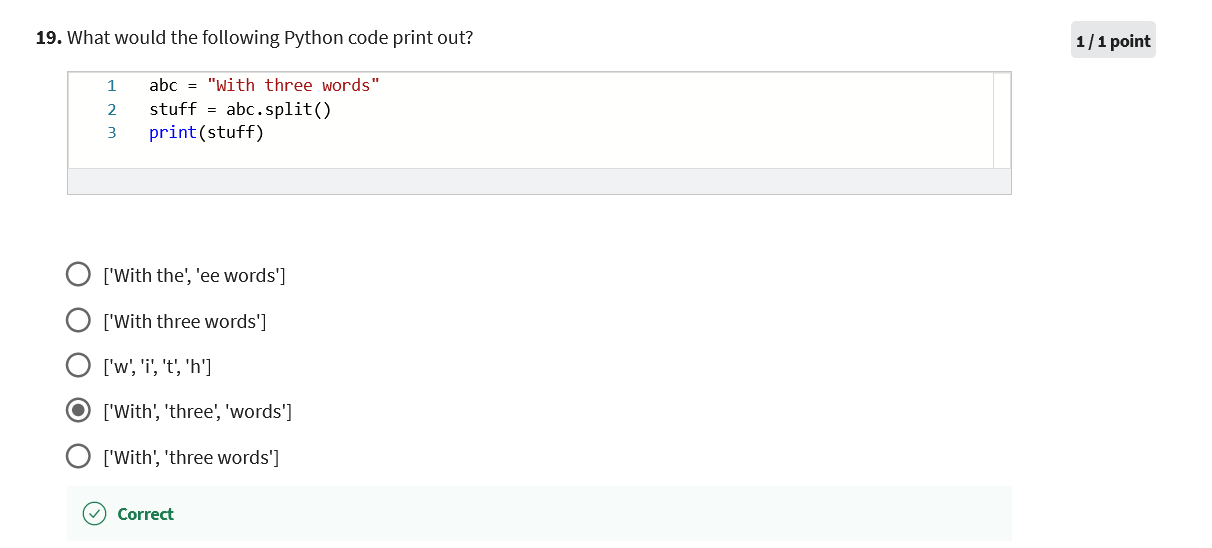 19. What would the following Python code print out?
1 / 1 point
1 abc = "With three words"
2 stuff = abc.split()
3 print(stuff)
['With the', 'ee words']
['With three words']
['w', 'i', 't', 'h']
['With', 'three', 'words']
['With', 'three words']
Correct